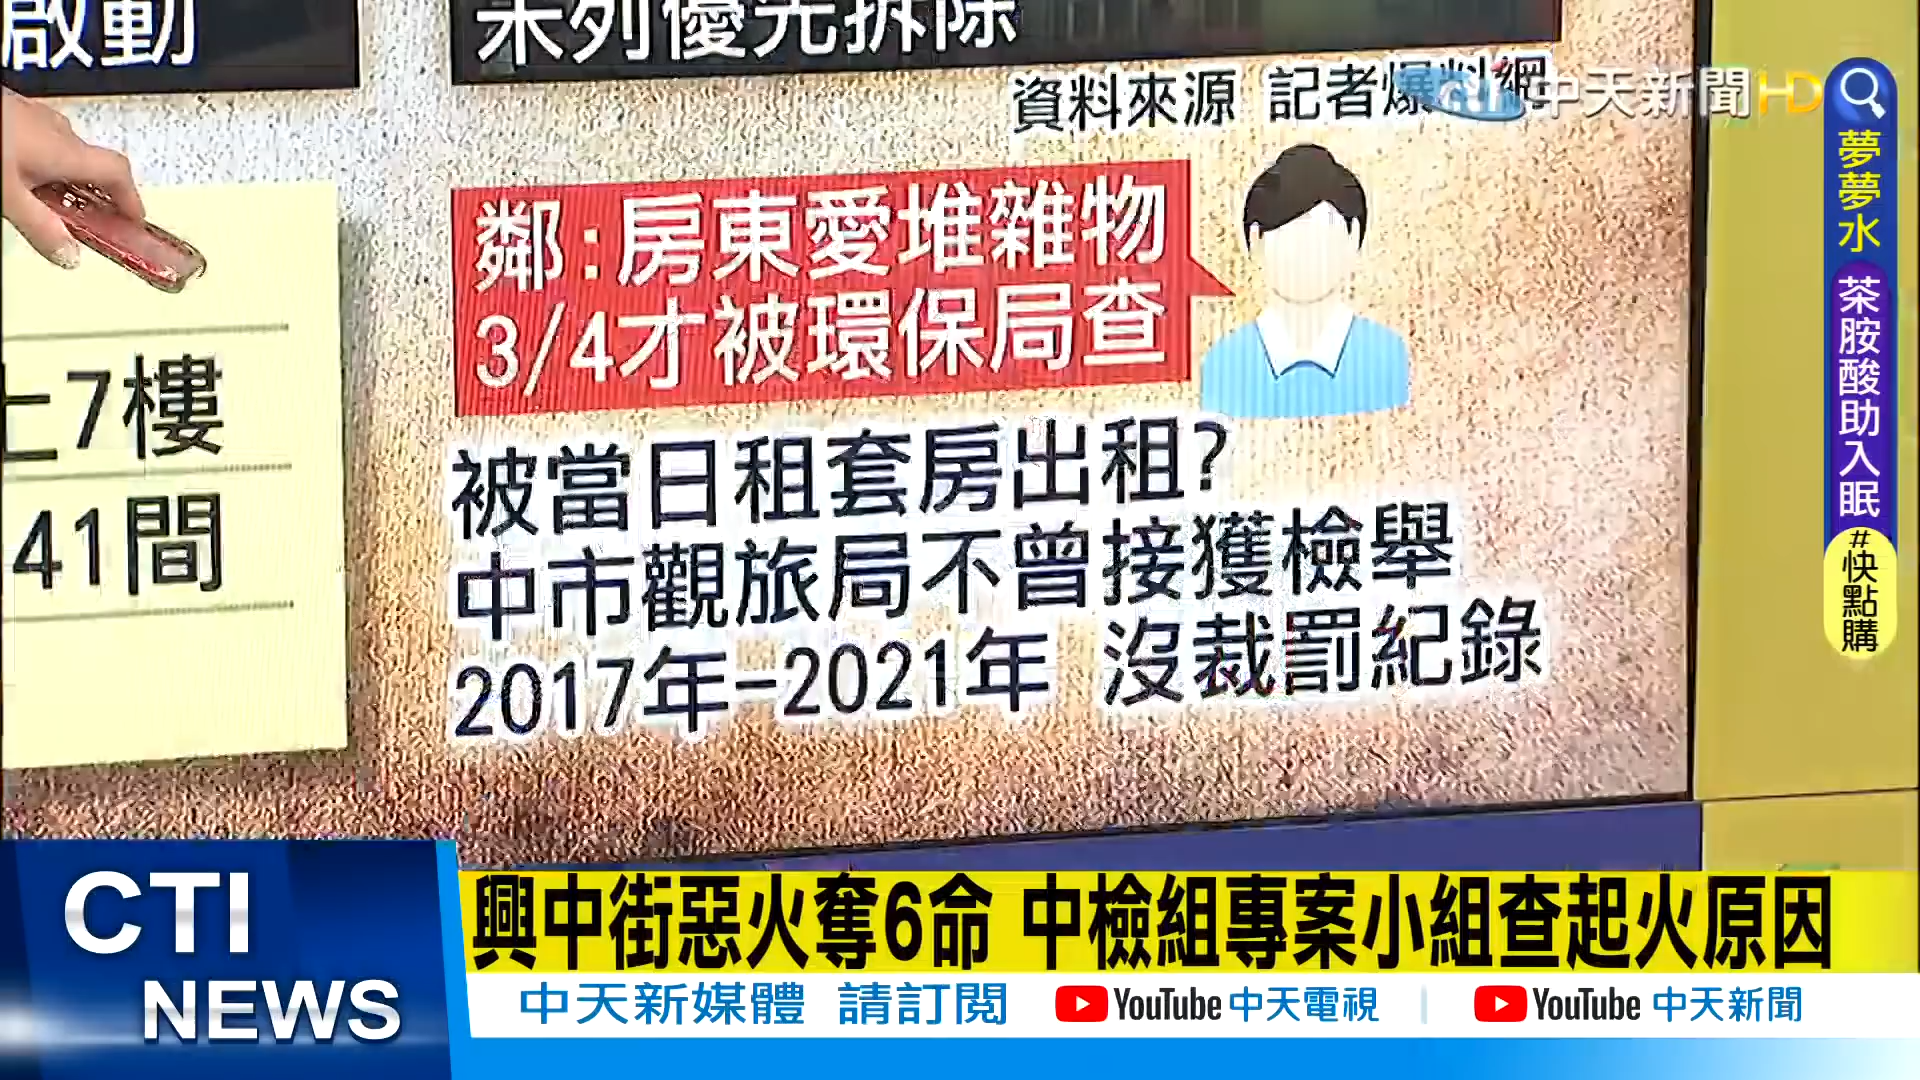 啟動
未列優先拆除
資料來源 記者爆料網
中天新聞HD
鄰:房東愛堆雜物
3/4才被環保局查
上7樓
41間
被當日租套房出租?
中市觀旅局不曾接獲檢舉
2017年-2021年 沒裁罰紀錄
夢夢水
茶胺酸助入眠
#快點購
CTI NEWS
興中街惡火奪6命 中檢組專案小組查起火原因
中天新媒體 請訂閱 YouTube 中天電視 | YouTube 中天新聞